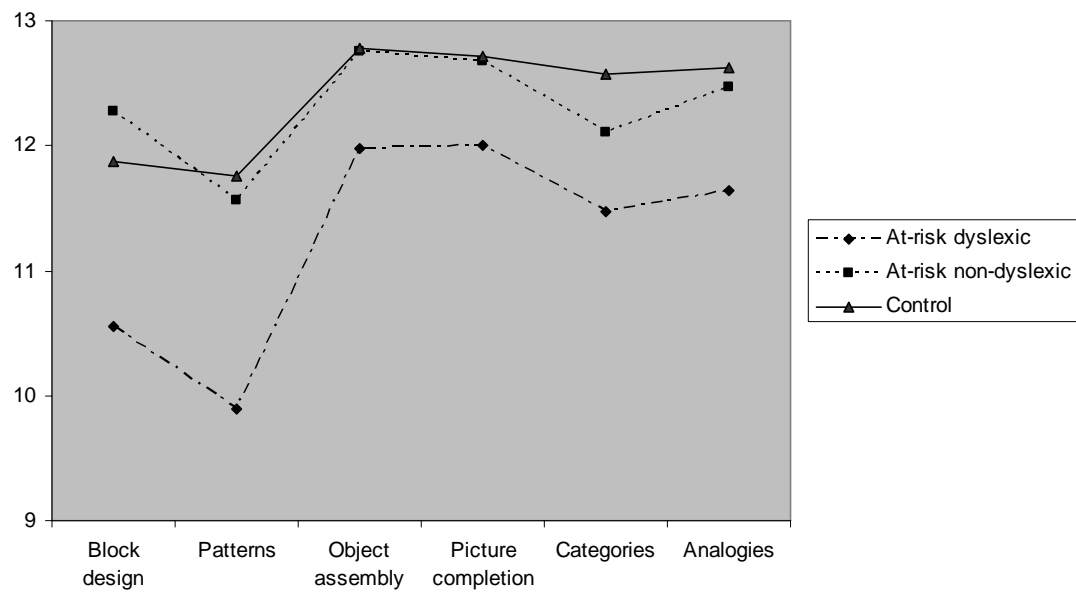 13
12
11
10
9
Block design
Patterns
Object assembly
Picture completion
Categories
Analogies
At-risk dyslexic
At-risk non-dyslexic
Control